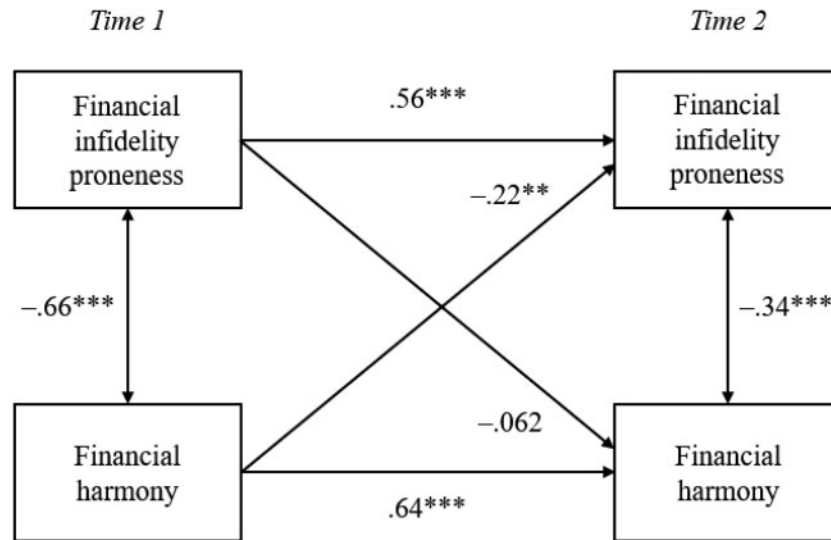 Time 1
Time 2
Financial
infidelity
proneness
.56***
Financial
infidelity
proneness
–.22**
–.66***
–.34***
Financial
harmony
–.062
.64***
Financial
harmony